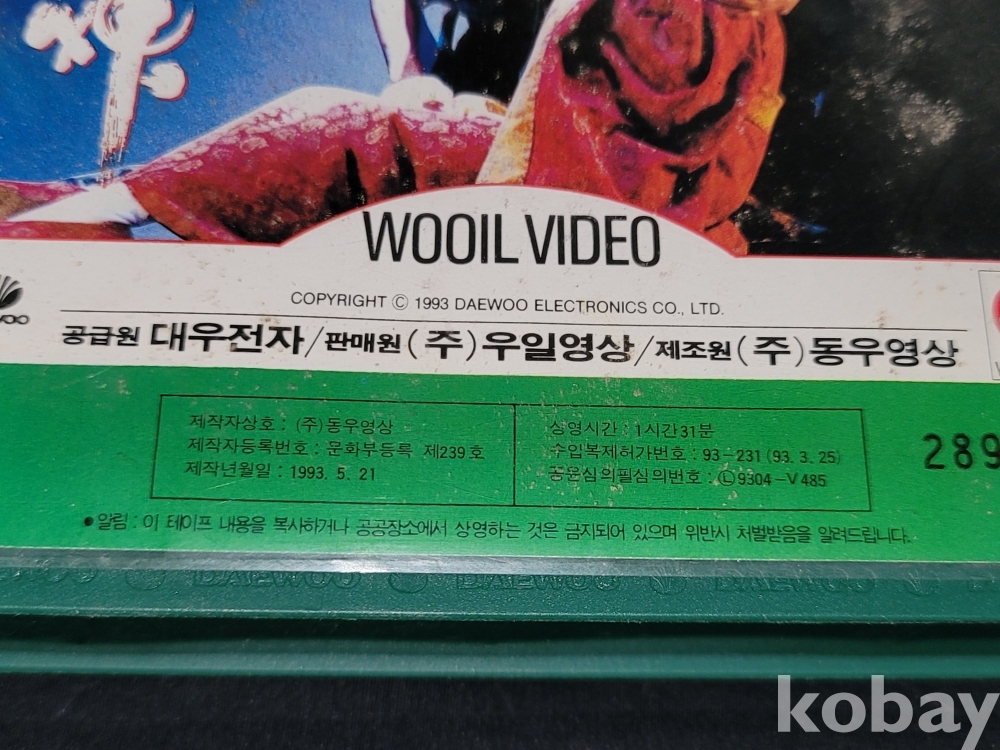 WOOIL VIDEO
COPYRIGHT Ⓒ 1993 DAEWOO ELECTRONICS CO., LTD.
공급원 대우전자/판매원(주)우일영상/제조원(주)동우영상
제작자상호 : (주)동우영상
제작자등록번호 : 문화부등록 제239호
제작년월일 : 1993. 5. 21
상영시간 : 1시간31분
수입복제허가번호 : 93-231 (93. 3. 25)
공윤심의필심의번호 : Ⓛ9304-V485
289
●알림 : 이 테이프 내용을 복사하거나 공공장소에서 상영하는 것은 금지되어 있으며 위반시 처벌받음을 알려드립니다.
DAEWOO DAEWOO DAEWOO
kobay